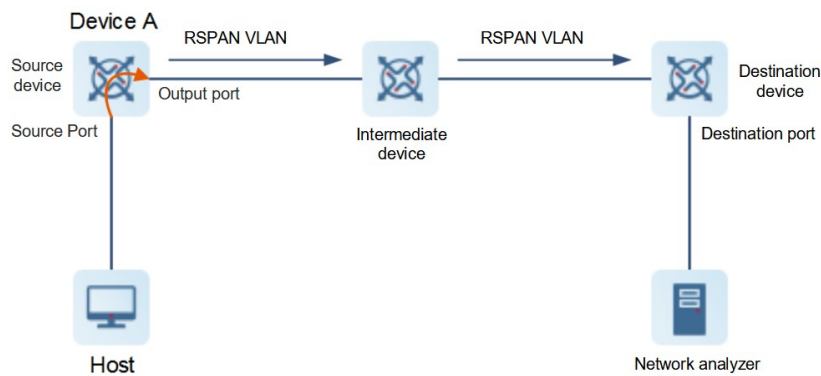 Device A
RSPAN VLAN
RSPAN VLAN
Source
device
Output port
Source Port
Intermediate
device
Destination
device
Destination port
Host
Network analyzer